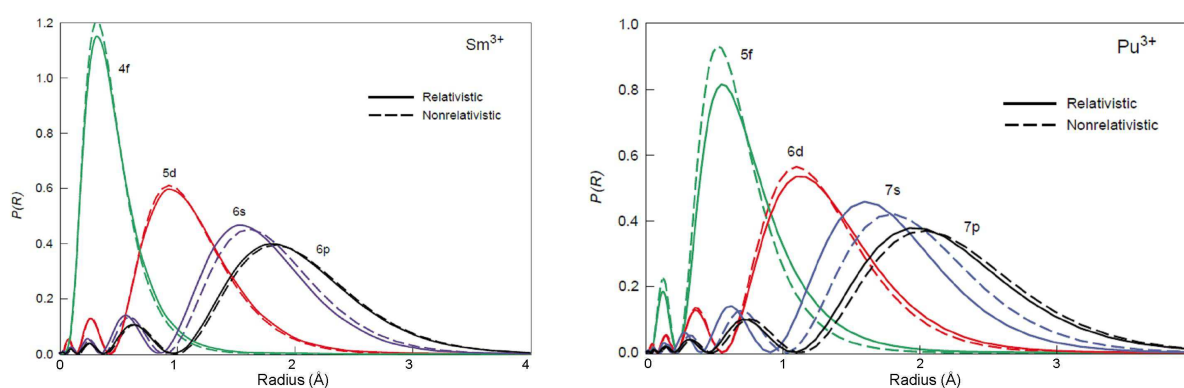 1.2
1.0
0.8
0.6
0.4
0.2
0.0
P(R)
0
1
2
3
4
Radius (Å)
Sm3+
4f
5d
6s
6p
Relativistic
Nonrelativistic
1.0
0.8
0.6
0.4
0.2
0.0
P(R)
0
1
2
3
Radius (Å)
Pu3+
5f
6d
7s
7p
Relativistic
Nonrelativistic